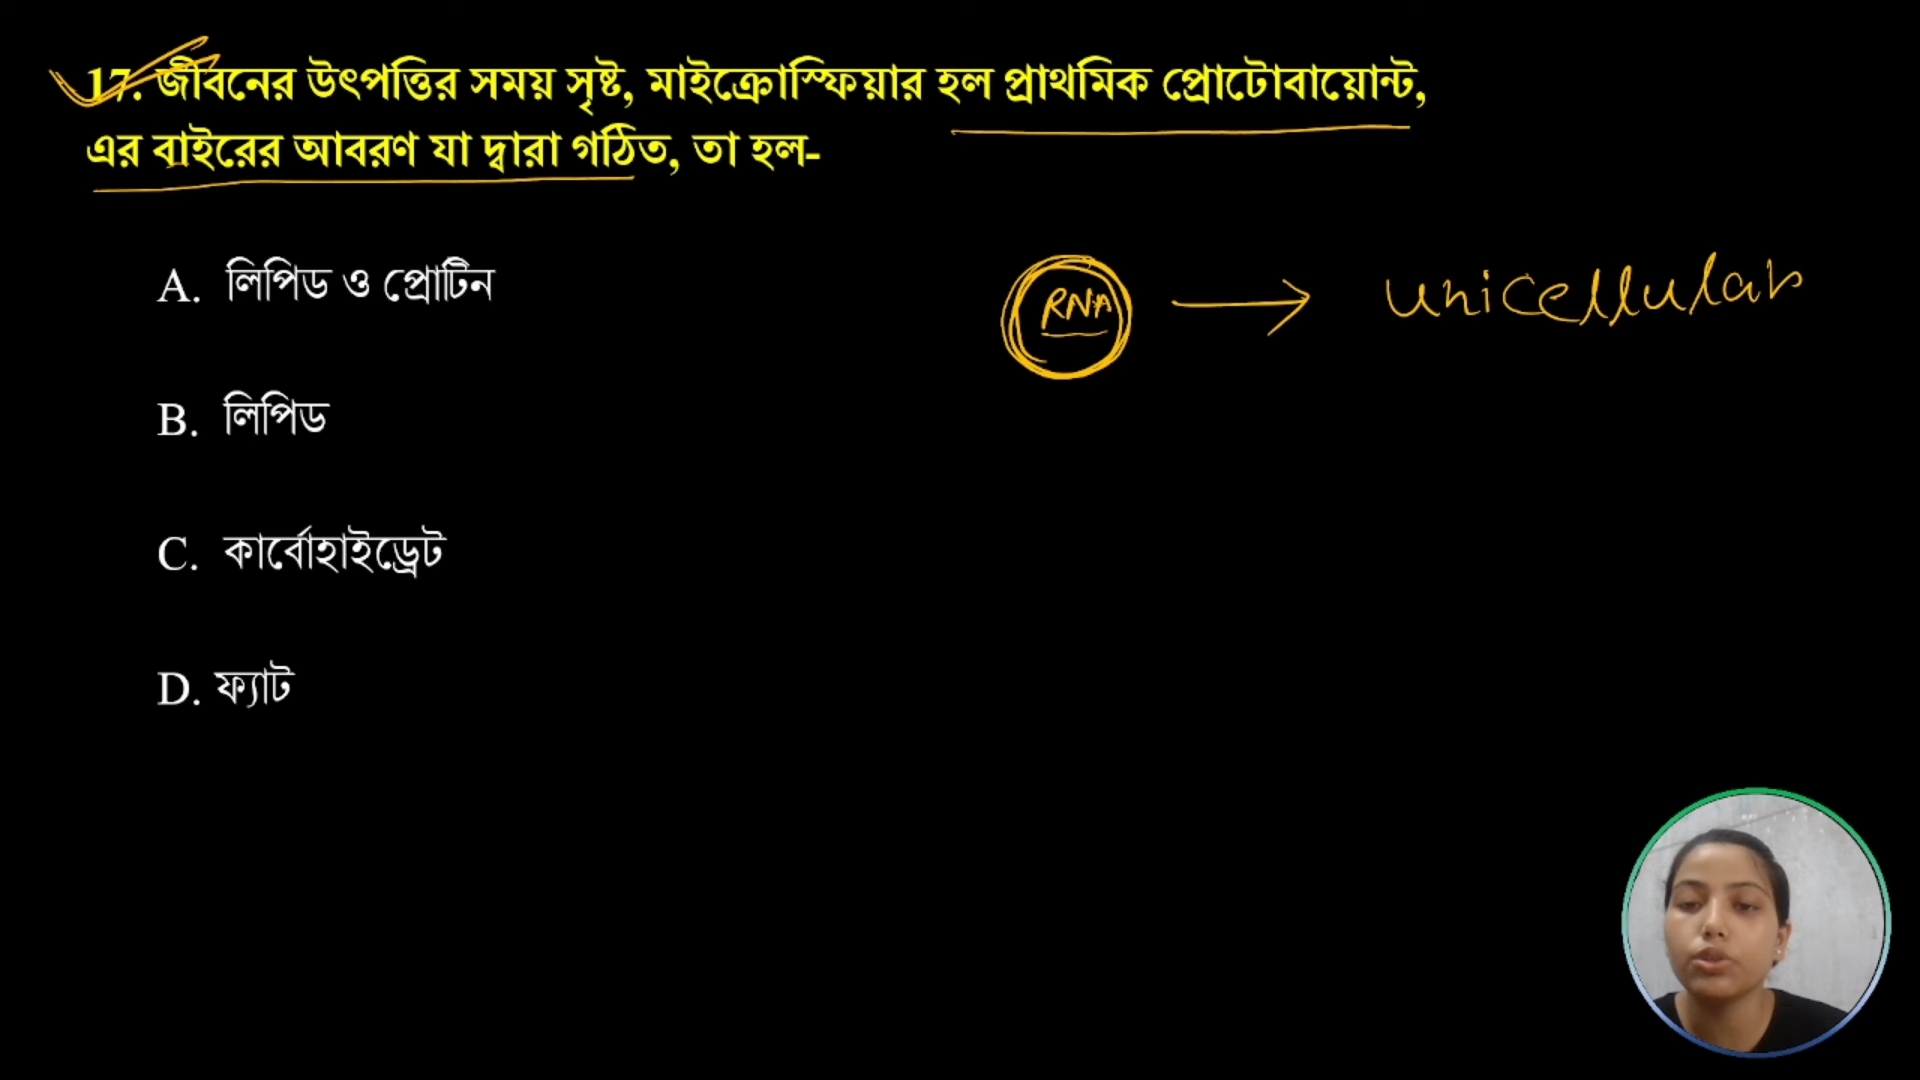 17. জীবনের উৎপত্তির সময় সৃষ্ট, মাইক্রোস্ফিয়ার হল প্রাথমিক প্রোটোবায়োন্ট,
এর বাইরের আবরণ যা দ্বারা গঠিত, তা হল-
A. লিপিড ও প্রোটিন
RNA
unicellular
B. লিপিড
C. কার্বোহাইড্রেট
D. ফ্যাট